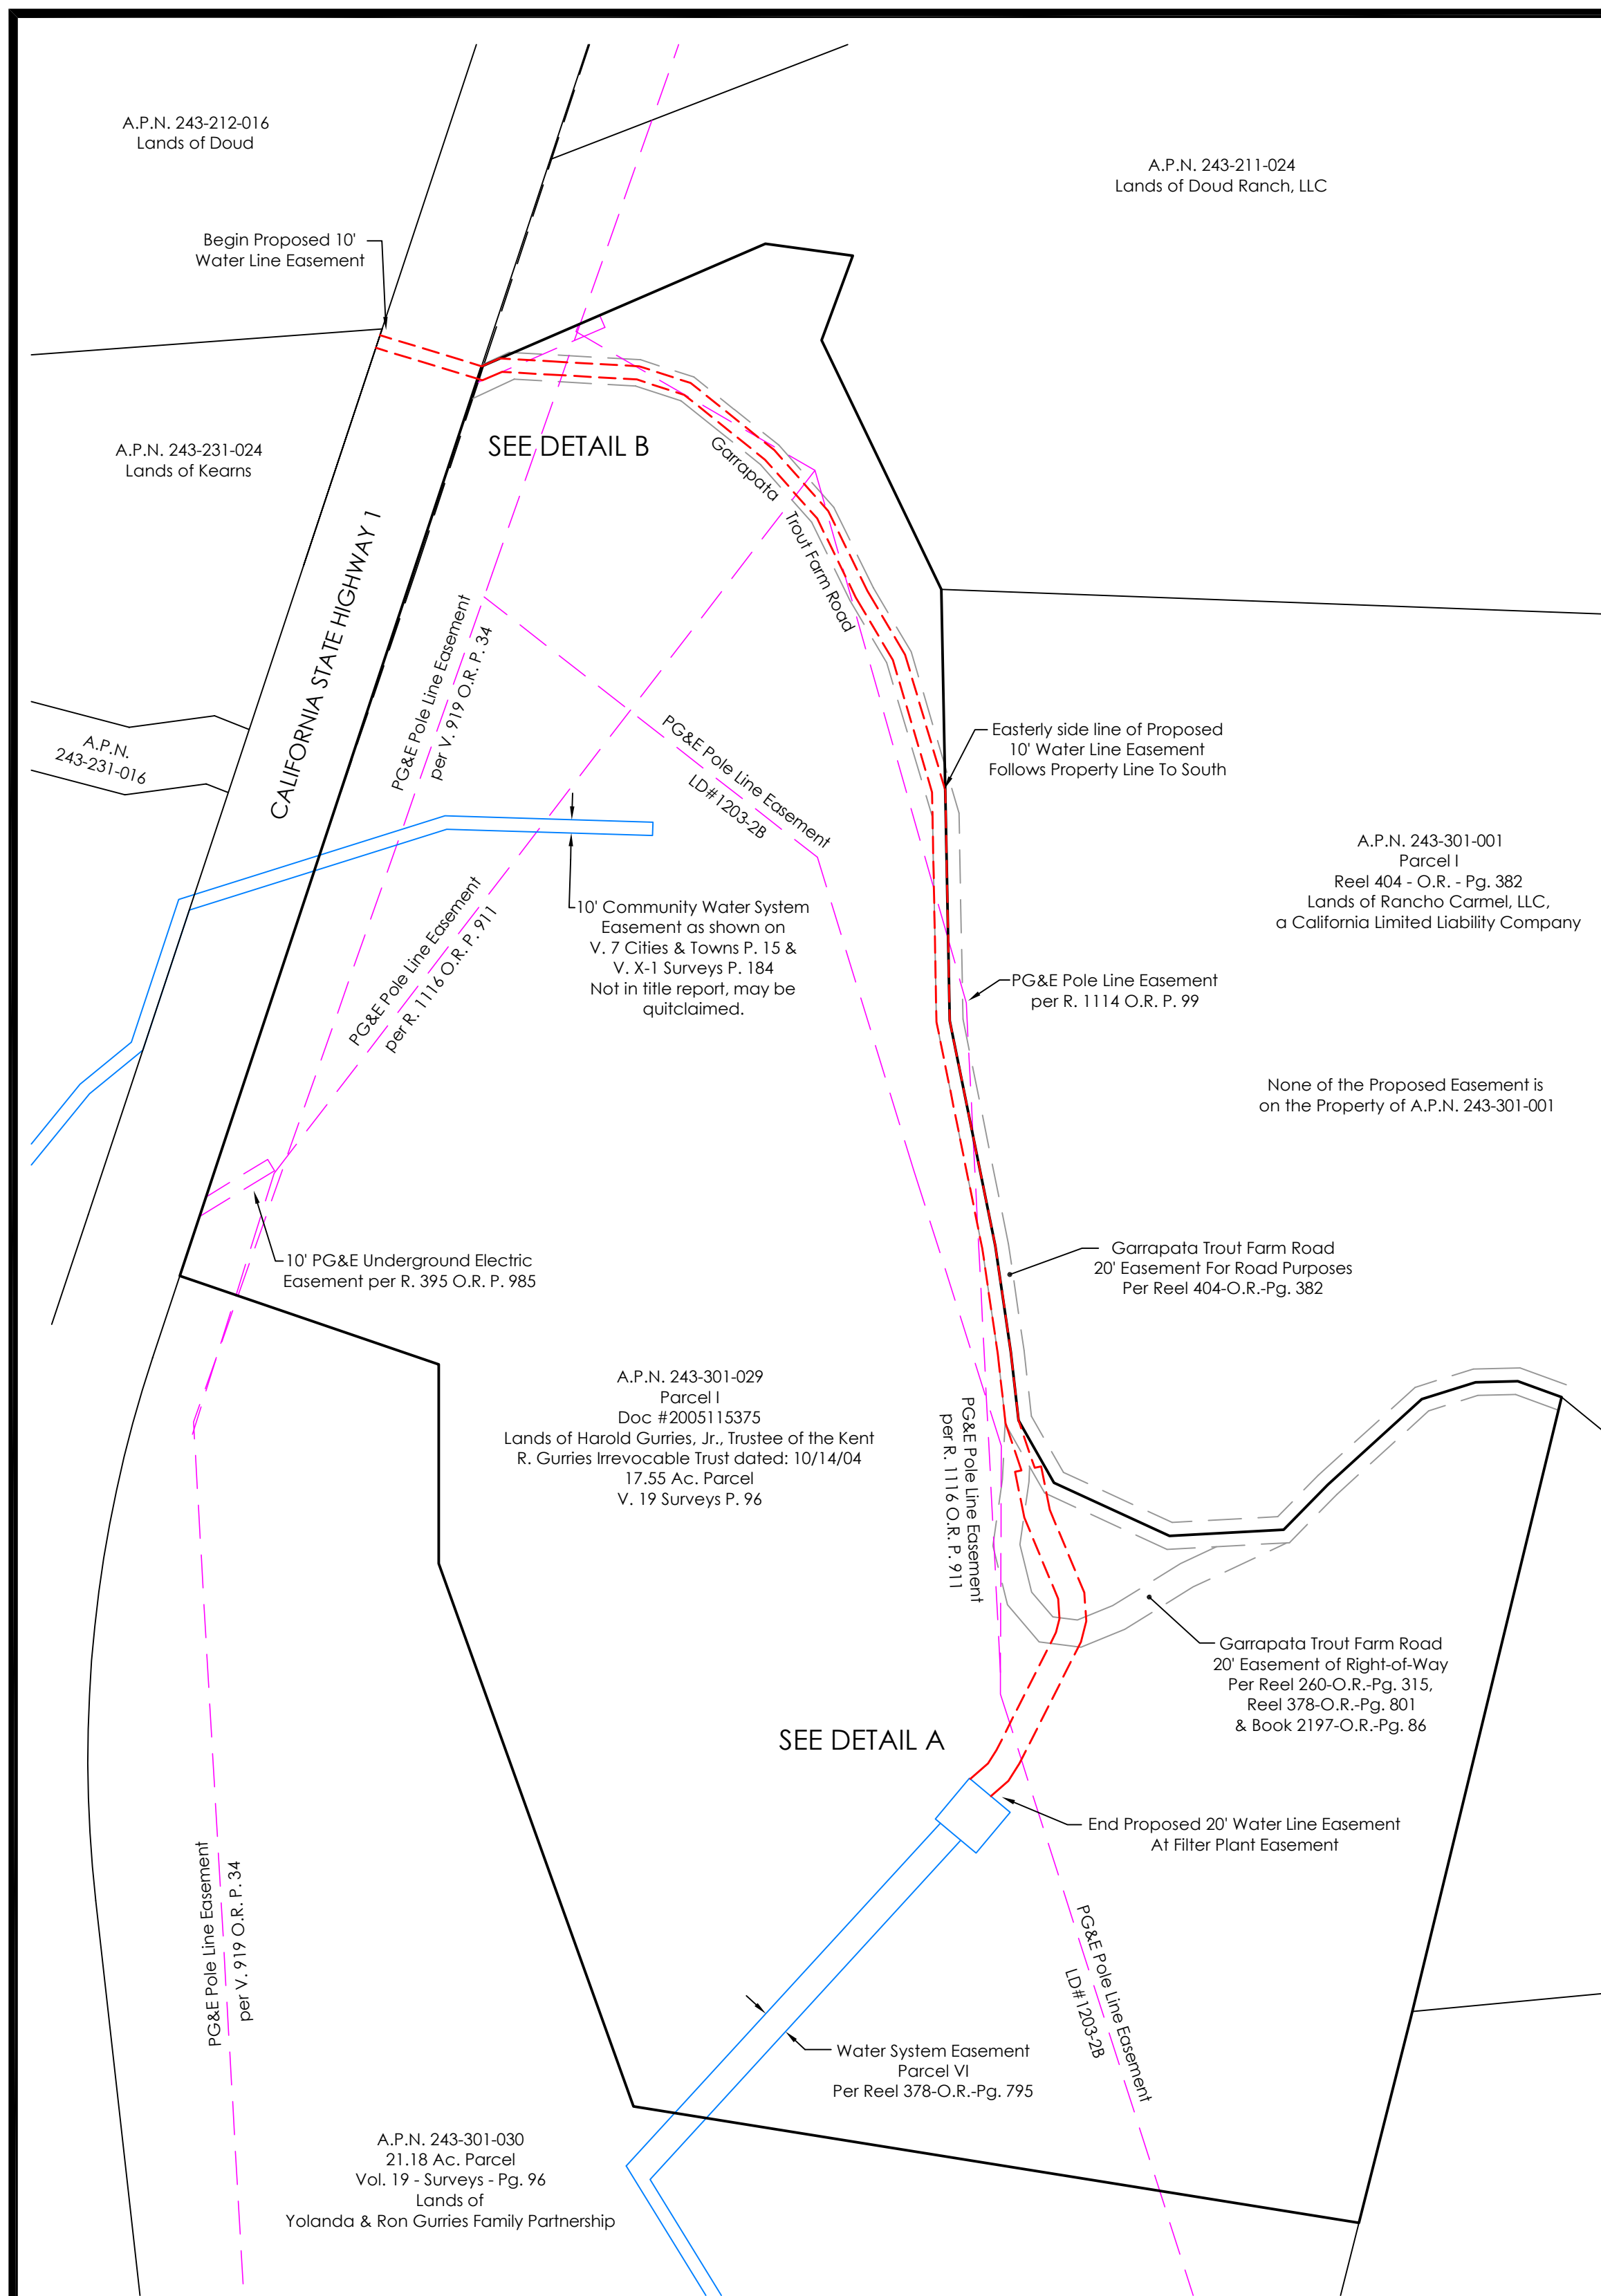 A.P.N. 243-212-016
Lands of Doud
A.P.N. 243-211-024
Lands of Doud Ranch, LLC
Begin Proposed 10'
Water Line Easement
A.P.N. 243-231-024
Lands of Kearns
SEE DETAIL B
Garrapata
Trout Farm Road
CALIFORNIA STATE HIGHWAY 1
PG&E Pole Line Easement
per V. 919 O.R. P. 34
A.P.N.
243-231-016
PG&E Pole Line Easement
LD#1203-2B
Easterly side line of Proposed
10' Water Line Easement
Follows Property Line To South
A.P.N. 243-301-001
Parcel I
Reel 404 - O.R. - Pg. 382
Lands of Rancho Carmel, LLC,
a California Limited Liability Company
10' Community Water System
Easement as shown on
V. 7 Cities & Towns P. 15 &
V. X-1 Surveys P. 184
Not in title report, may be
quitclaimed.
PG&E Pole Line Easement
per R. 1116 O.R. P. 911
PG&E Pole Line Easement
per R. 1114 O.R. P. 99
None of the Proposed Easement is
on the Property of A.P.N. 243-301-001
10' PG&E Underground Electric
Easement per R. 395 O.R. P. 985
Garrapata Trout Farm Road
20' Easement For Road Purposes
Per Reel 404-O.R.-Pg. 382
A.P.N. 243-301-029
Parcel I
Doc #2005115375
Lands of Harold Gurries, Jr., Trustee of the Kent
R. Gurries Irrevocable Trust dated: 10/14/04
17.55 Ac. Parcel
V. 19 Surveys P. 96
PG&E Pole Line Easement
per R. 1116 O.R. P. 911
Garrapata Trout Farm Road
20' Easement of Right-of-Way
Per Reel 260-O.R.-Pg. 315,
Reel 378-O.R.-Pg. 801
& Book 2197-O.R.-Pg. 86
SEE DETAIL A
End Proposed 20' Water Line Easement
At Filter Plant Easement
PG&E Pole Line Easement
per V. 919 O.R. P. 34
PG&E Pole Line Easement
LD#1203-2B
Water System Easement
Parcel VI
Per Reel 378-O.R.-Pg. 795
A.P.N. 243-301-030
21.18 Ac. Parcel
Vol. 19 - Surveys - Pg. 96
Lands of
Yolanda & Ron Gurries Family Partnership